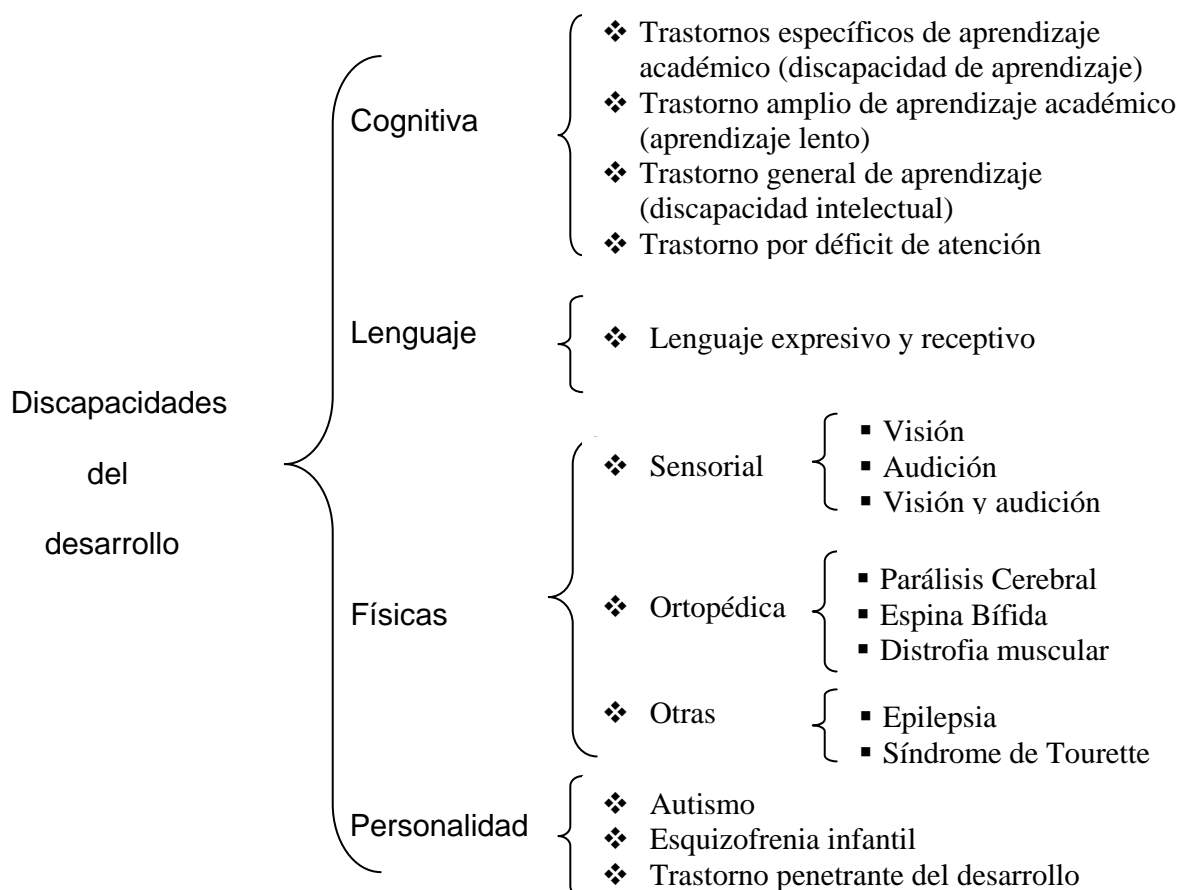 Discapacidades
del
desarrollo
Cognitiva
❖ Trastornos específicos de aprendizaje
académico (discapacidad de aprendizaje)
❖ Trastorno amplio de aprendizaje académico
(aprendizaje lento)
❖ Trastorno general de aprendizaje
(discapacidad intelectual)
❖ Trastorno por déficit de atención
Lenguaje
❖ Lenguaje expresivo y receptivo
Físicas
❖ Sensorial
▪ Visión
▪ Audición
▪ Visión y audición
❖ Ortopédica
▪ Parálisis Cerebral
▪ Espina Bífida
▪ Distrofia muscular
❖ Otras
▪ Epilepsia
▪ Síndrome de Tourette
Personalidad
❖ Autismo
❖ Esquizofrenia infantil
❖ Trastorno penetrante del desarrollo